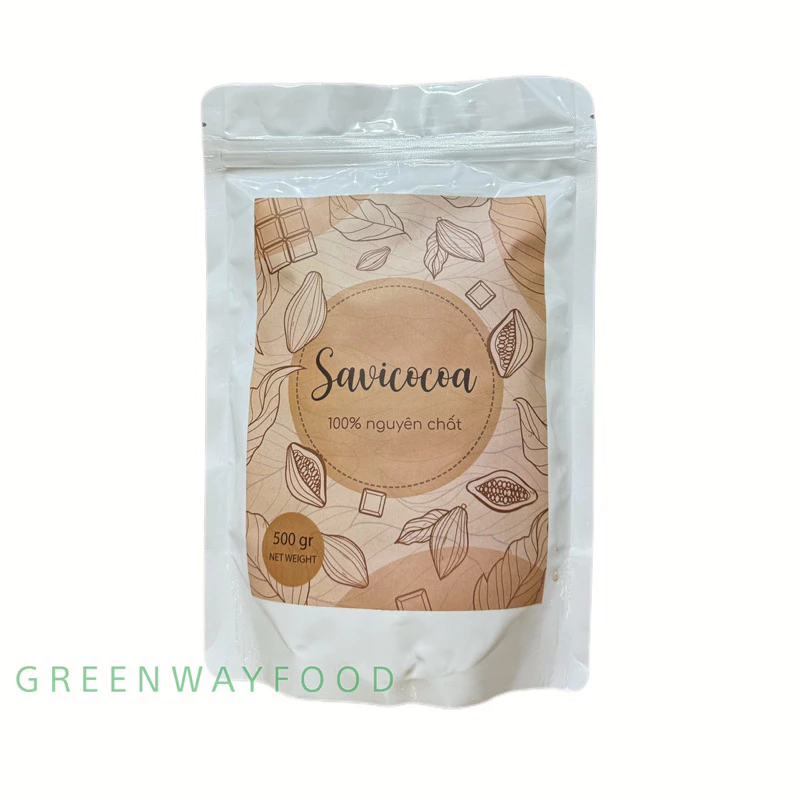 Savicocoa
100% nguyên chất
500 gr
NET WEIGHT
GREENWAYFOOD